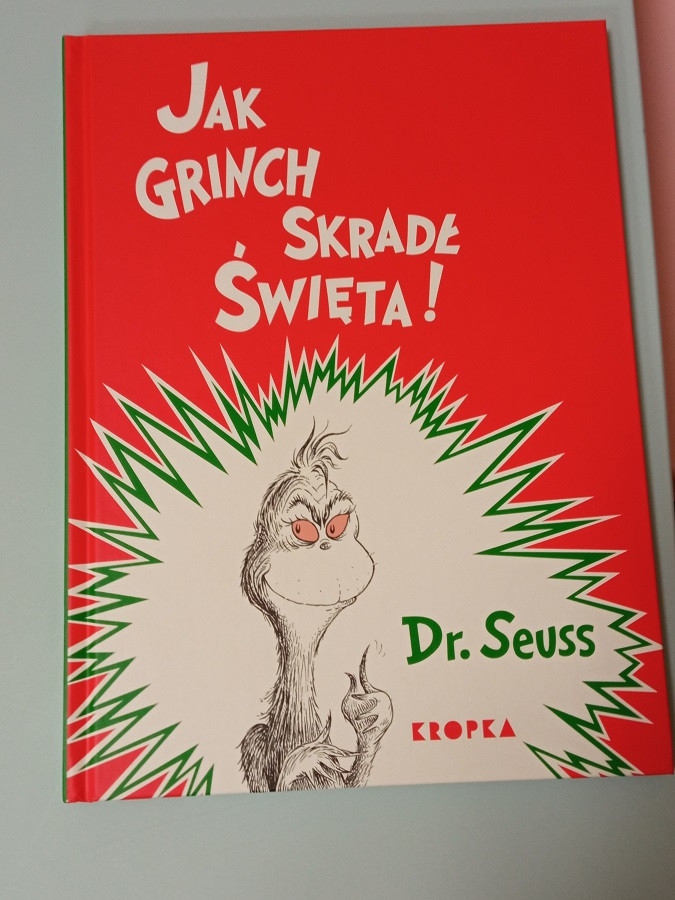 JAK
GRINCH
SKRADŁ
ŚWIĘTA!
Dr. Seuss
KROPKA